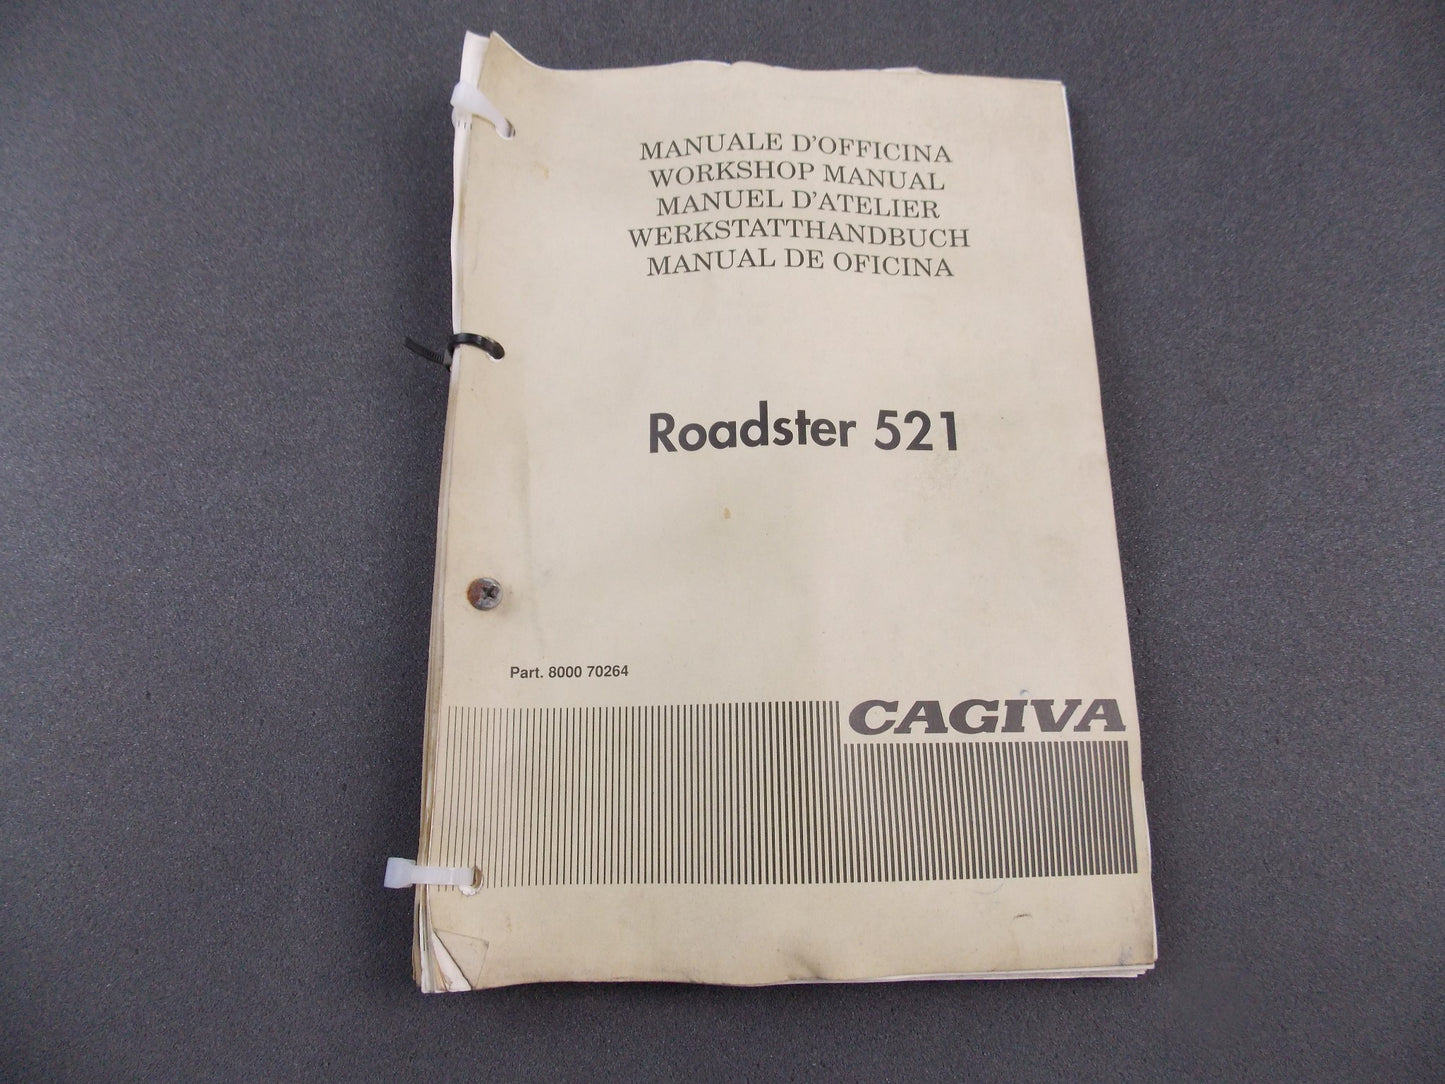 MANUALE D'OFFICINA
WORKSHOP MANUAL
MANUEL D'ATELIER
WERKSTATTHANDBUCH
MANUAL DE OFICINA
Roadster 521
Part. 8000 70264
CAGIVA